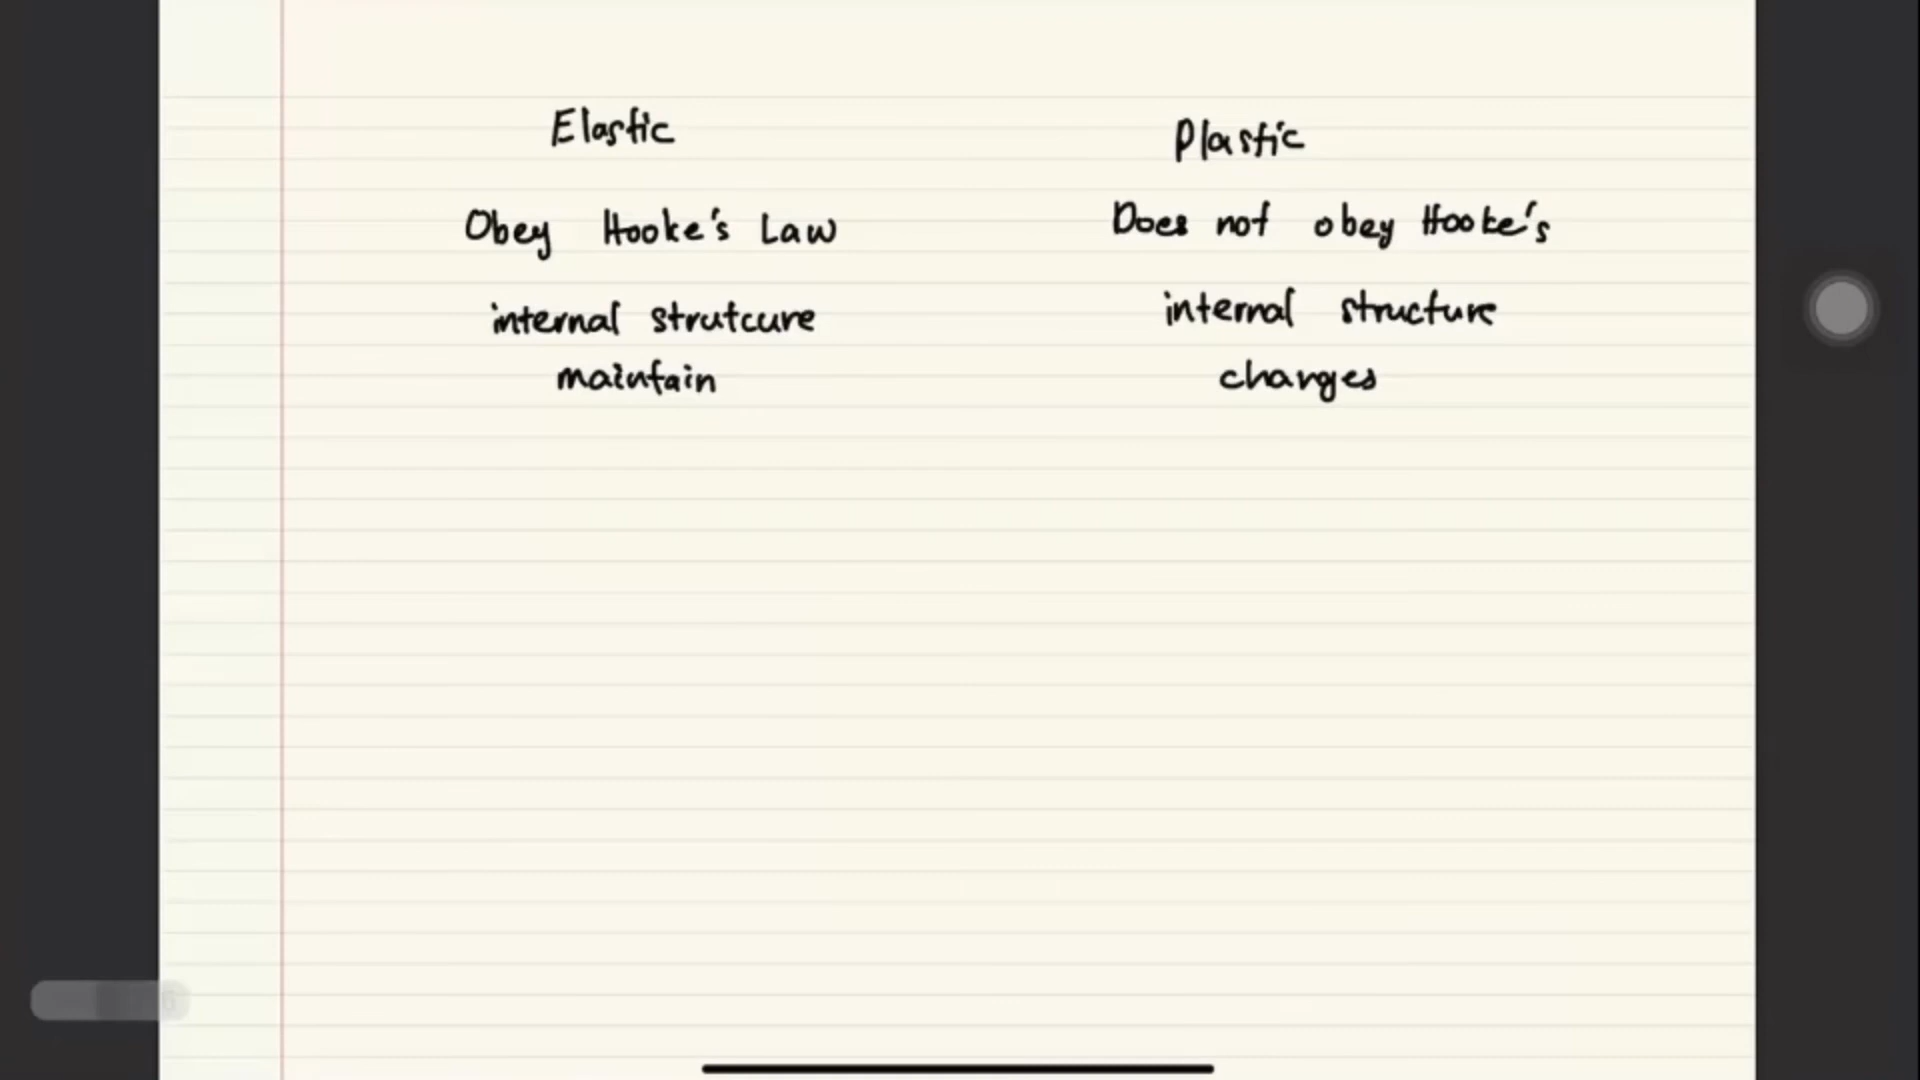 Elastic
Plastic
Obey Hooke's Law
Does not obey Hooke's
internal strutcure
maintain
internal structure
changes